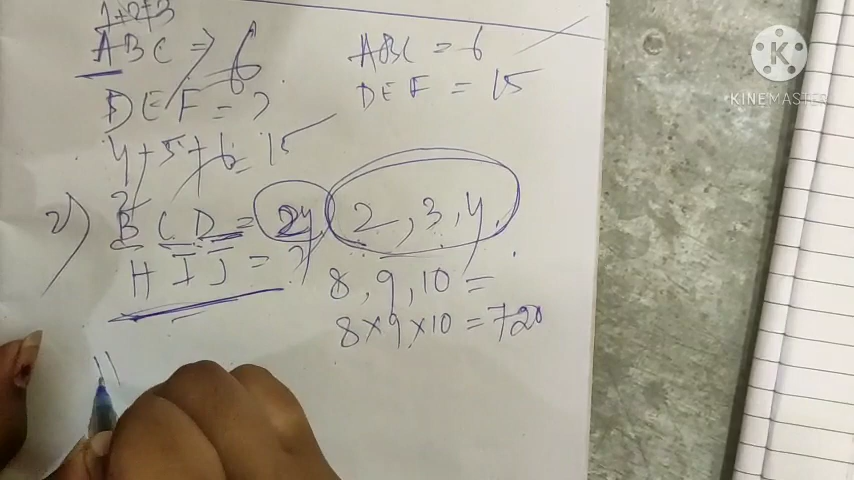 1+2+3
ABC => 6
DEF = ?
4+5+6= 15
ABC = 6
DEF = 15
2) BCD = 24, 2, 3, 4.
HIJ = ?
8, 9, 10 =
8×9×10 = 720
KINEMASTER